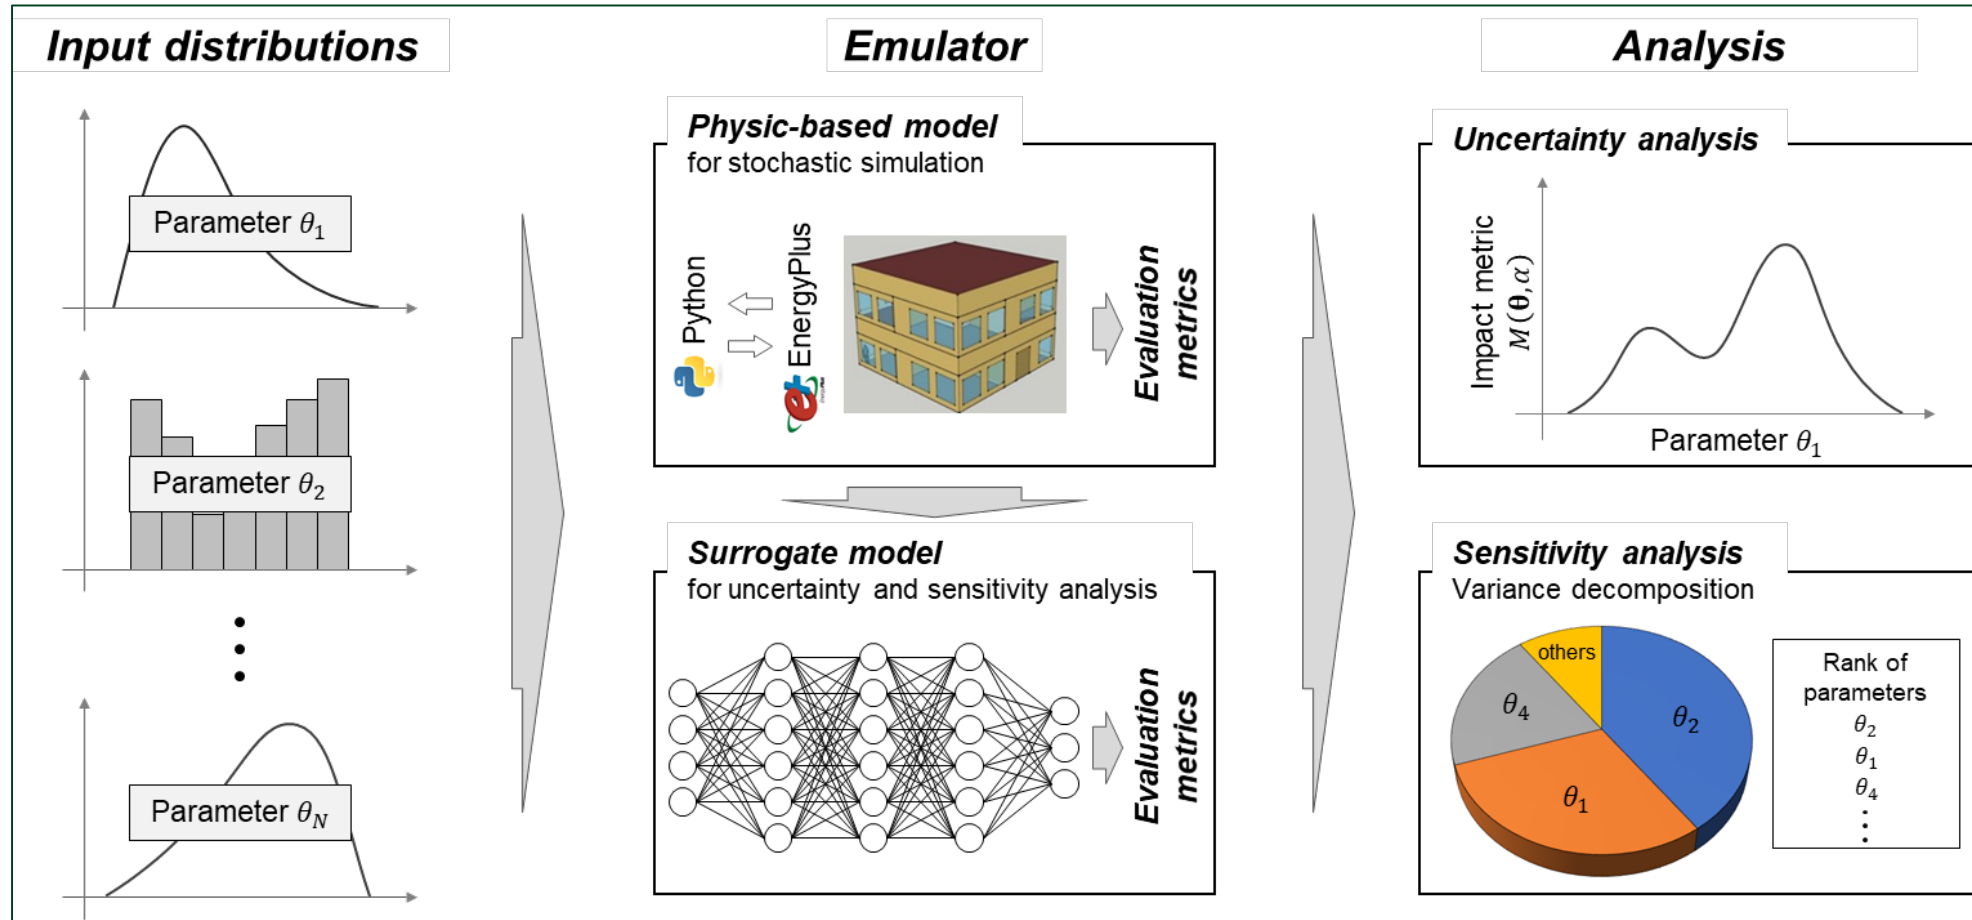 Input distributions
Parameter θ₁
Parameter θ₂
Parameter θ_N
Emulator
Physic-based model
for stochastic simulation
Python
EnergyPlus
Evaluation
metrics
Surrogate model
for uncertainty and sensitivity analysis
Evaluation
metrics
Analysis
Uncertainty analysis
Impact metric
M(θ,α)
Parameter θ₁
Sensitivity analysis
Variance decomposition
others
θ₄
θ₂
θ₁
Rank of
parameters
θ₂
θ₁
θ₄
⋮